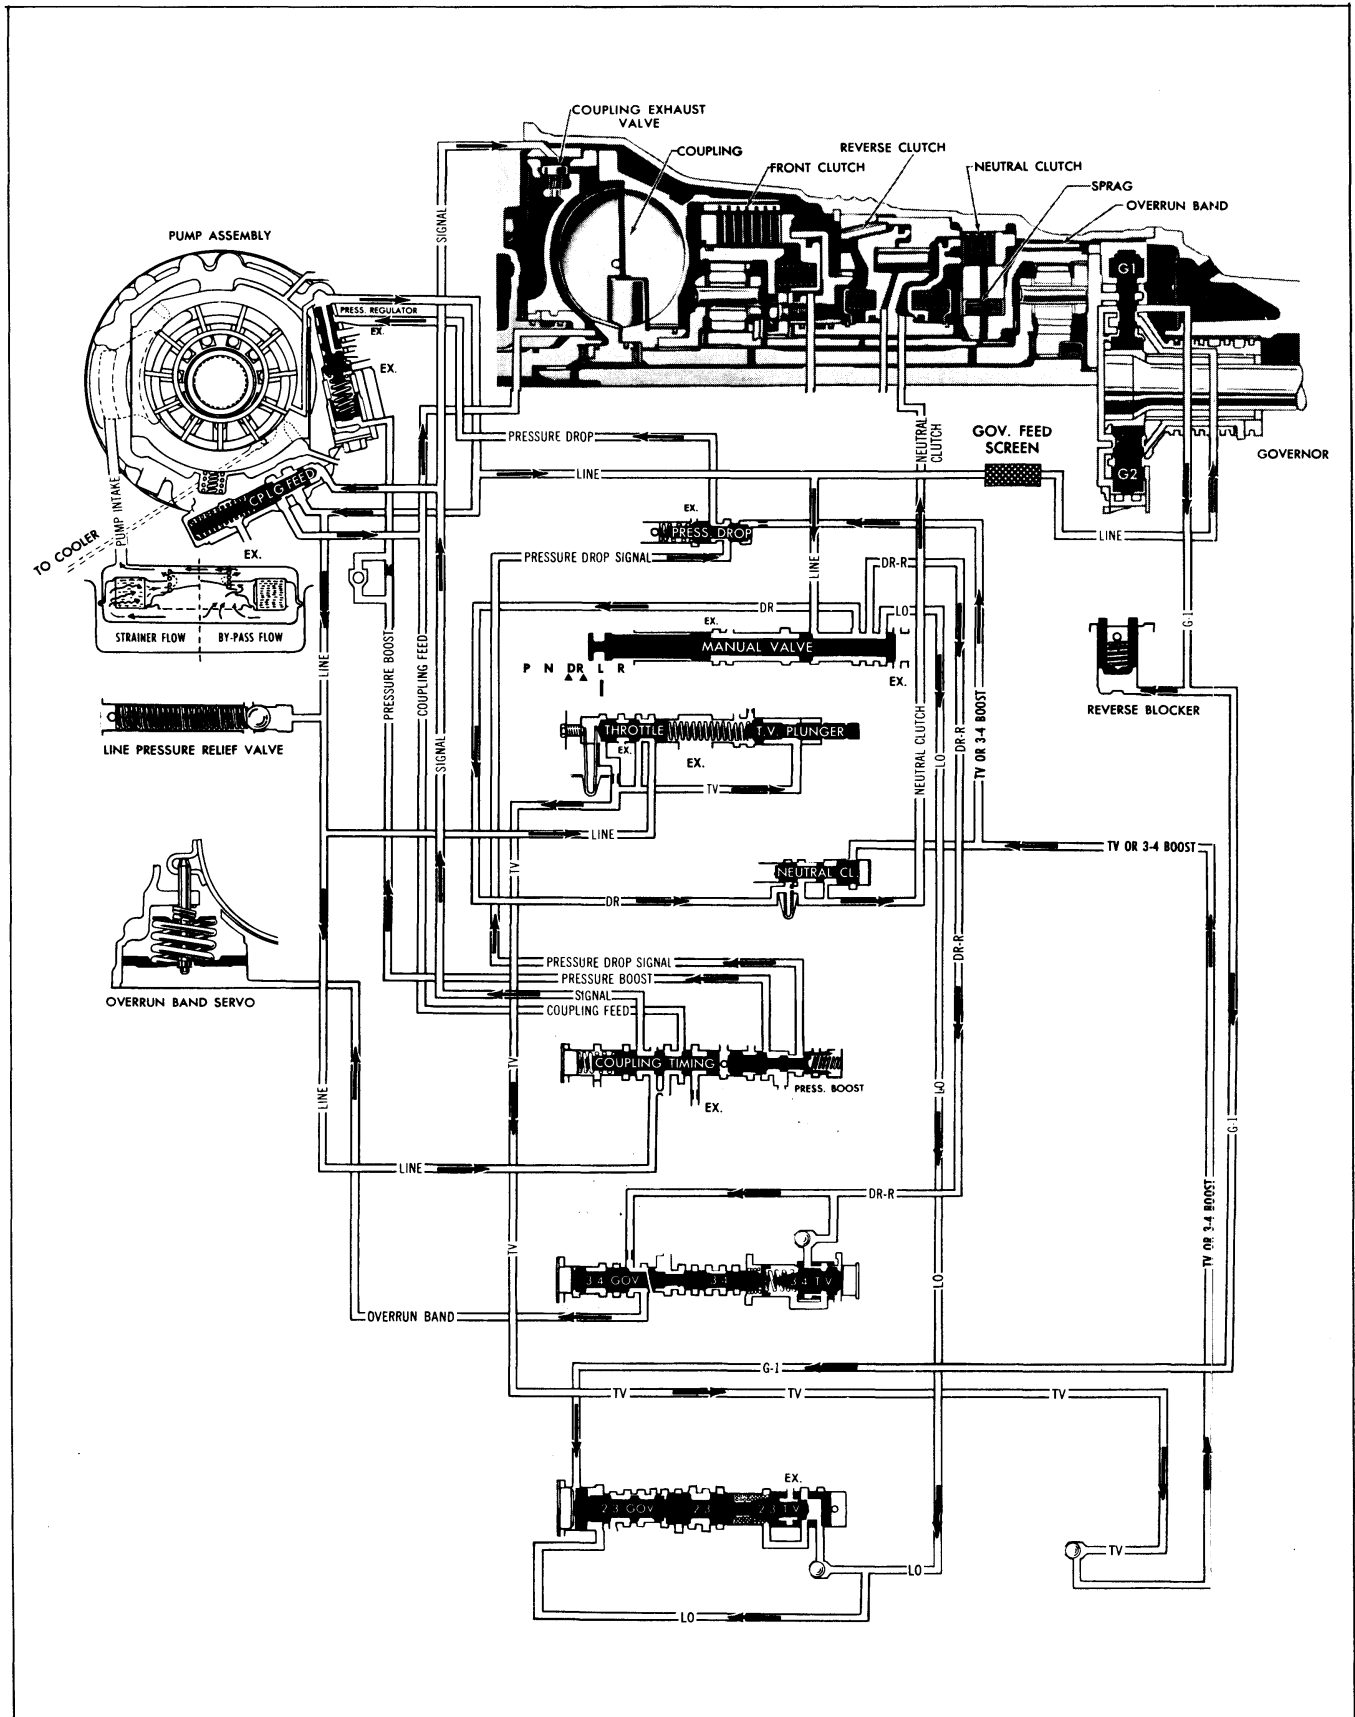 COUPLING EXHAUST
VALVE
COUPLING
REVERSE CLUTCH
FRONT CLUTCH
NEUTRAL CLUTCH
SPRAG
OVERRUN BAND
SIGNAL
PUMP ASSEMBLY
G1
PRESS. REGULATOR
EX.
EX.
PRESSURE DROP
NEUTRAL
CLUTCH
GOV. FEED
SCREEN
GOVERNOR
G2
LINE
CPLG FEED
PUMP INTAKE
TO COOLER
EX.
EX.
PRESS. DROP
LINE
PRESSURE DROP SIGNAL
LINE
DR-R
DR
LO
EX.
MANUAL VALVE
EX.
G-1
STRAINER FLOW
BY-PASS FLOW
LINE
PRESSURE BOOST
COUPLING FEED
P N DR L R
REVERSE BLOCKER
LINE PRESSURE RELIEF VALVE
THROTTLE
T.V. PLUNGER
EX.
EX.
SIGNAL
NEUTRAL CLUTCH
LO
DR-R
TV OR 3-4 BOOST
TV
LINE
TV
TV OR 3-4 BOOST
NEUTRAL CL.
DR
DR-R
OVERRUN BAND SERVO
PRESSURE DROP SIGNAL
PRESSURE BOOST
SIGNAL
COUPLING FEED
COUPLING TIMING
PRESS. BOOST
EX.
TV
LINE
LO
G-1
LINE
DR-R
TV OR 3-4 BOOST
TV
3 4 GOV
3 4
3 4 T V
LO
OVERRUN BAND
G-1
TV
TV
TV
EX.
2 3 GOV
2 3
2 3 T V
TV
LO
LO